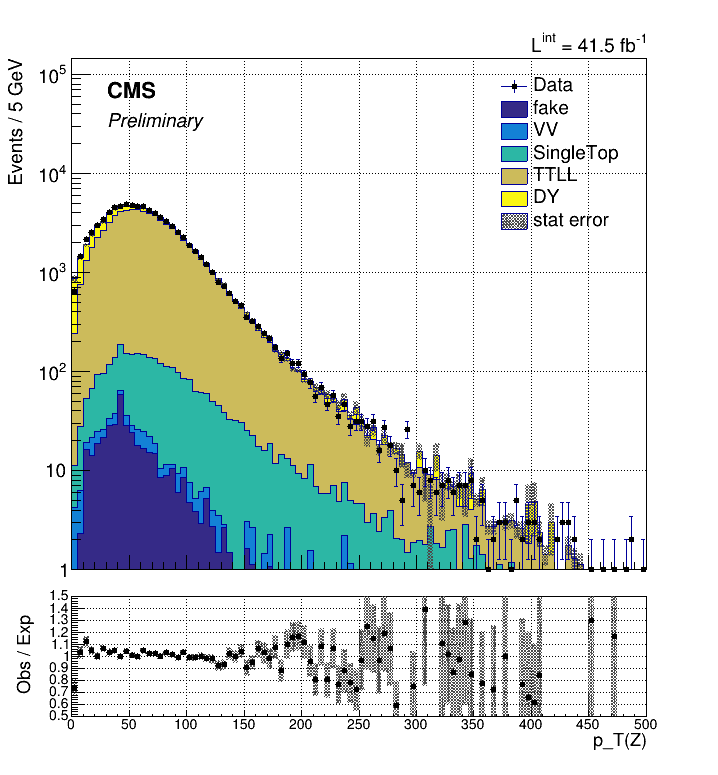 L^int = 41.5 fb^-1
Events / 5 GeV
10^5
10^4
10^3
10^2
10
1
CMS
Preliminary
Data
fake
VV
SingleTop
TTLL
DY
stat error
Obs / Exp
1.5
1.4
1.3
1.2
1.1
1
0.9
0.8
0.7
0.6
0.5
0 50 100 150 200 250 300 350 400 450 500
p_T(Z)